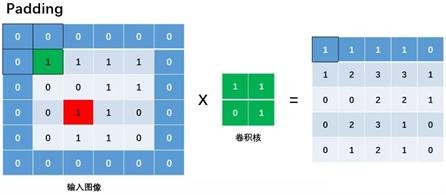 Padding
0 0 0 0 0 0
0 1 1 1 1 0
0 0 0 1 1 0
0 0 1 1 0 0
0 0 1 1 0 0
0 0 0 0 0 0
输入图像
X
1 1
0 1
卷积核
=
1 1 1 1 0
1 2 3 3 1
0 0 2 2 1
0 2 3 1 0
0 1 2 1 0